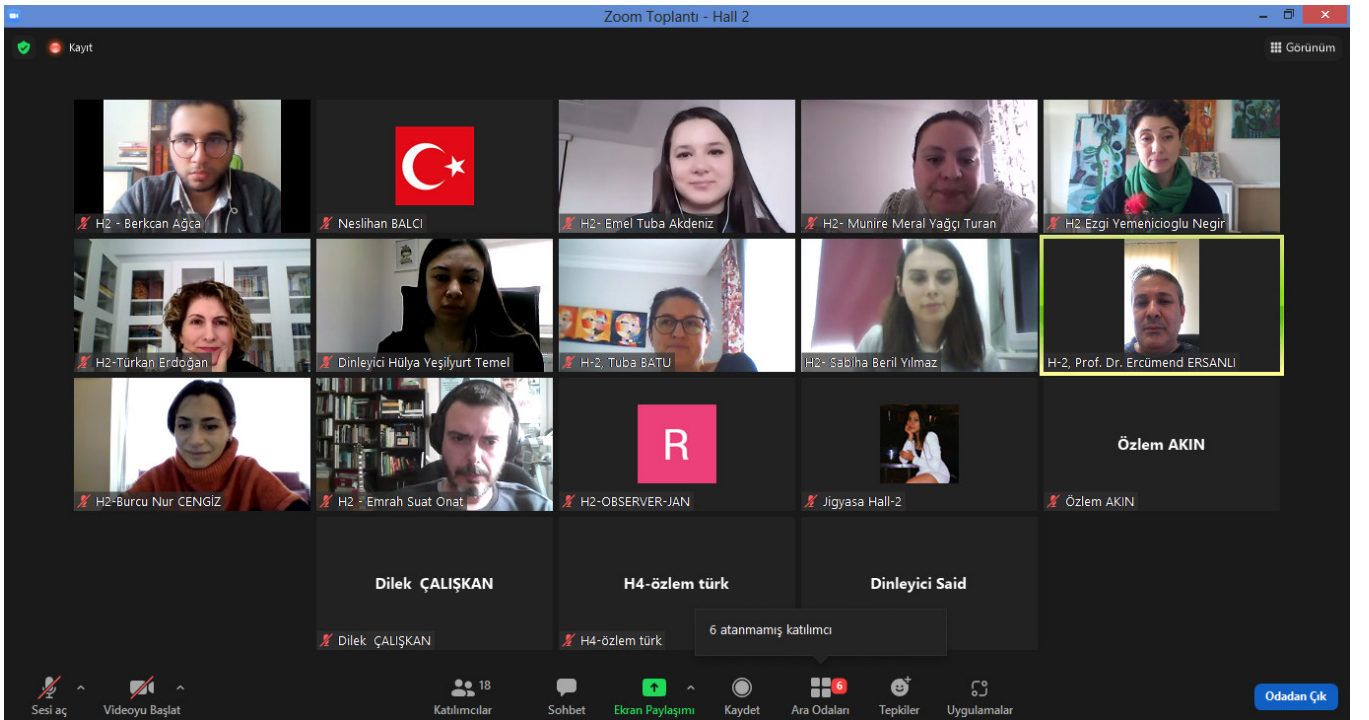 Zoom Toplantı - Hall 2
Kayıt
Görünüm
H2 - Berkcan Ağca
Neslihan BALCI
H2- Emel Tuba Akdeniz
H2- Munire Meral Yağçı Turan
H2 Ezgi Yemenicioglu Negir
H2-Türkan Erdoğan
Dinleyici Hülya Yeşilyurt Temel
H-2, Tuba BATU
H2- Sabiha Beril Yılmaz
H-2, Prof. Dr. Ercümend ERSANLI
H2-Burcu Nur CENGİZ
H2 - Emrah Suat Onat
R
H2-OBSERVER-JAN
Jigyasa Hall-2
Özlem AKIN
Özlem AKIN
Dilek ÇALIŞKAN
Dilek ÇALIŞKAN
H4-özlem türk
H4-özlem türk
Dinleyici Said
6 atanmamış katılımcı
Sesi aç
Videoyu Başlat
18
Katılımcılar
Sohbet
Ekran Paylaşımı
Kaydet
6
Ara Odaları
Tepkiler
Uygulamalar
Odadan Çık